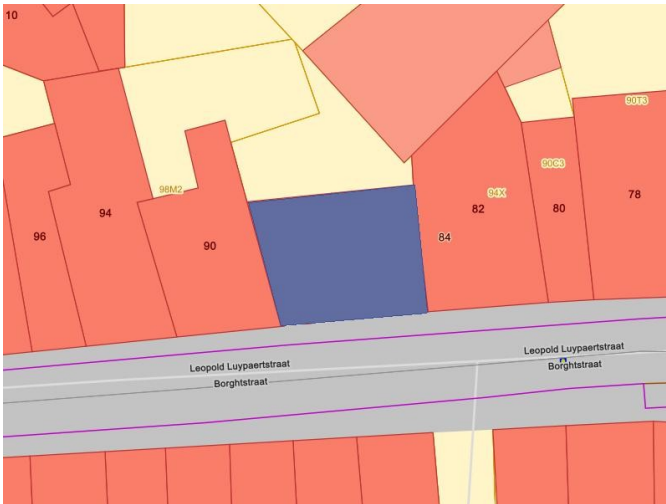 10
90T3
90C3
98M2
94X
78
82
80
94
96
90
84
Leopold Luypaertstraat
Borghtstraat
Leopold Luypaertstraat
Borghtstraat